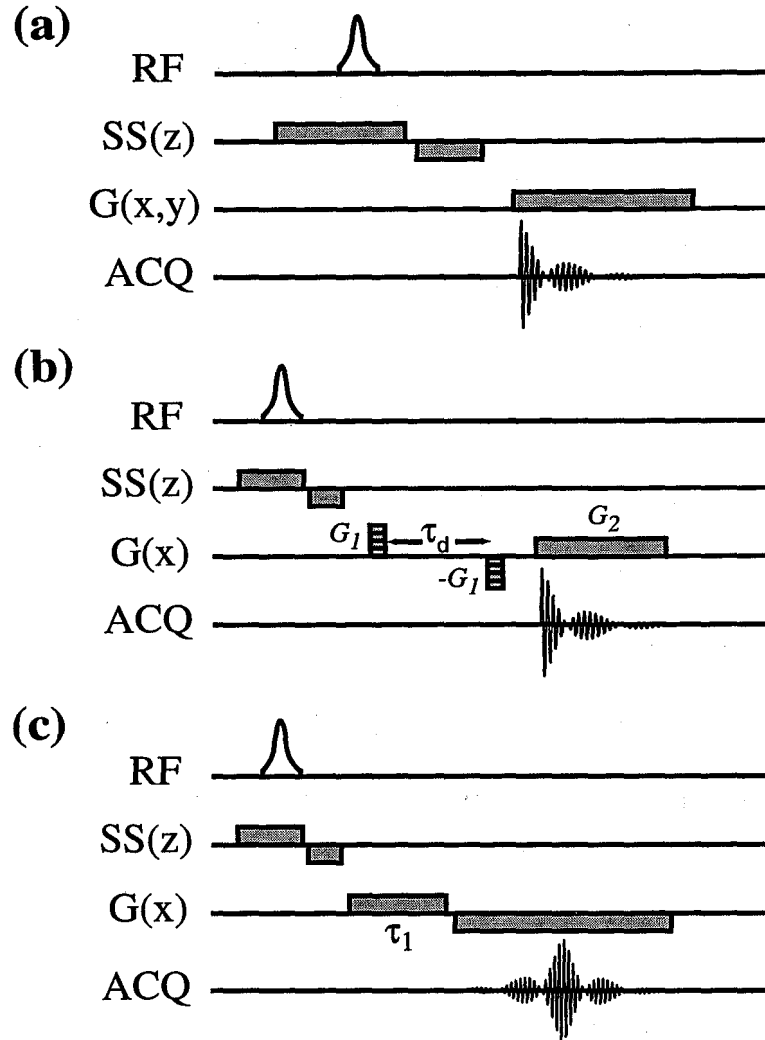 (a)
RF
SS(z)
G(x,y)
ACQ
(b)
RF
SS(z)
G(x) G1 τd -G1 G2
ACQ
(c)
RF
SS(z)
G(x)
τ1
ACQ